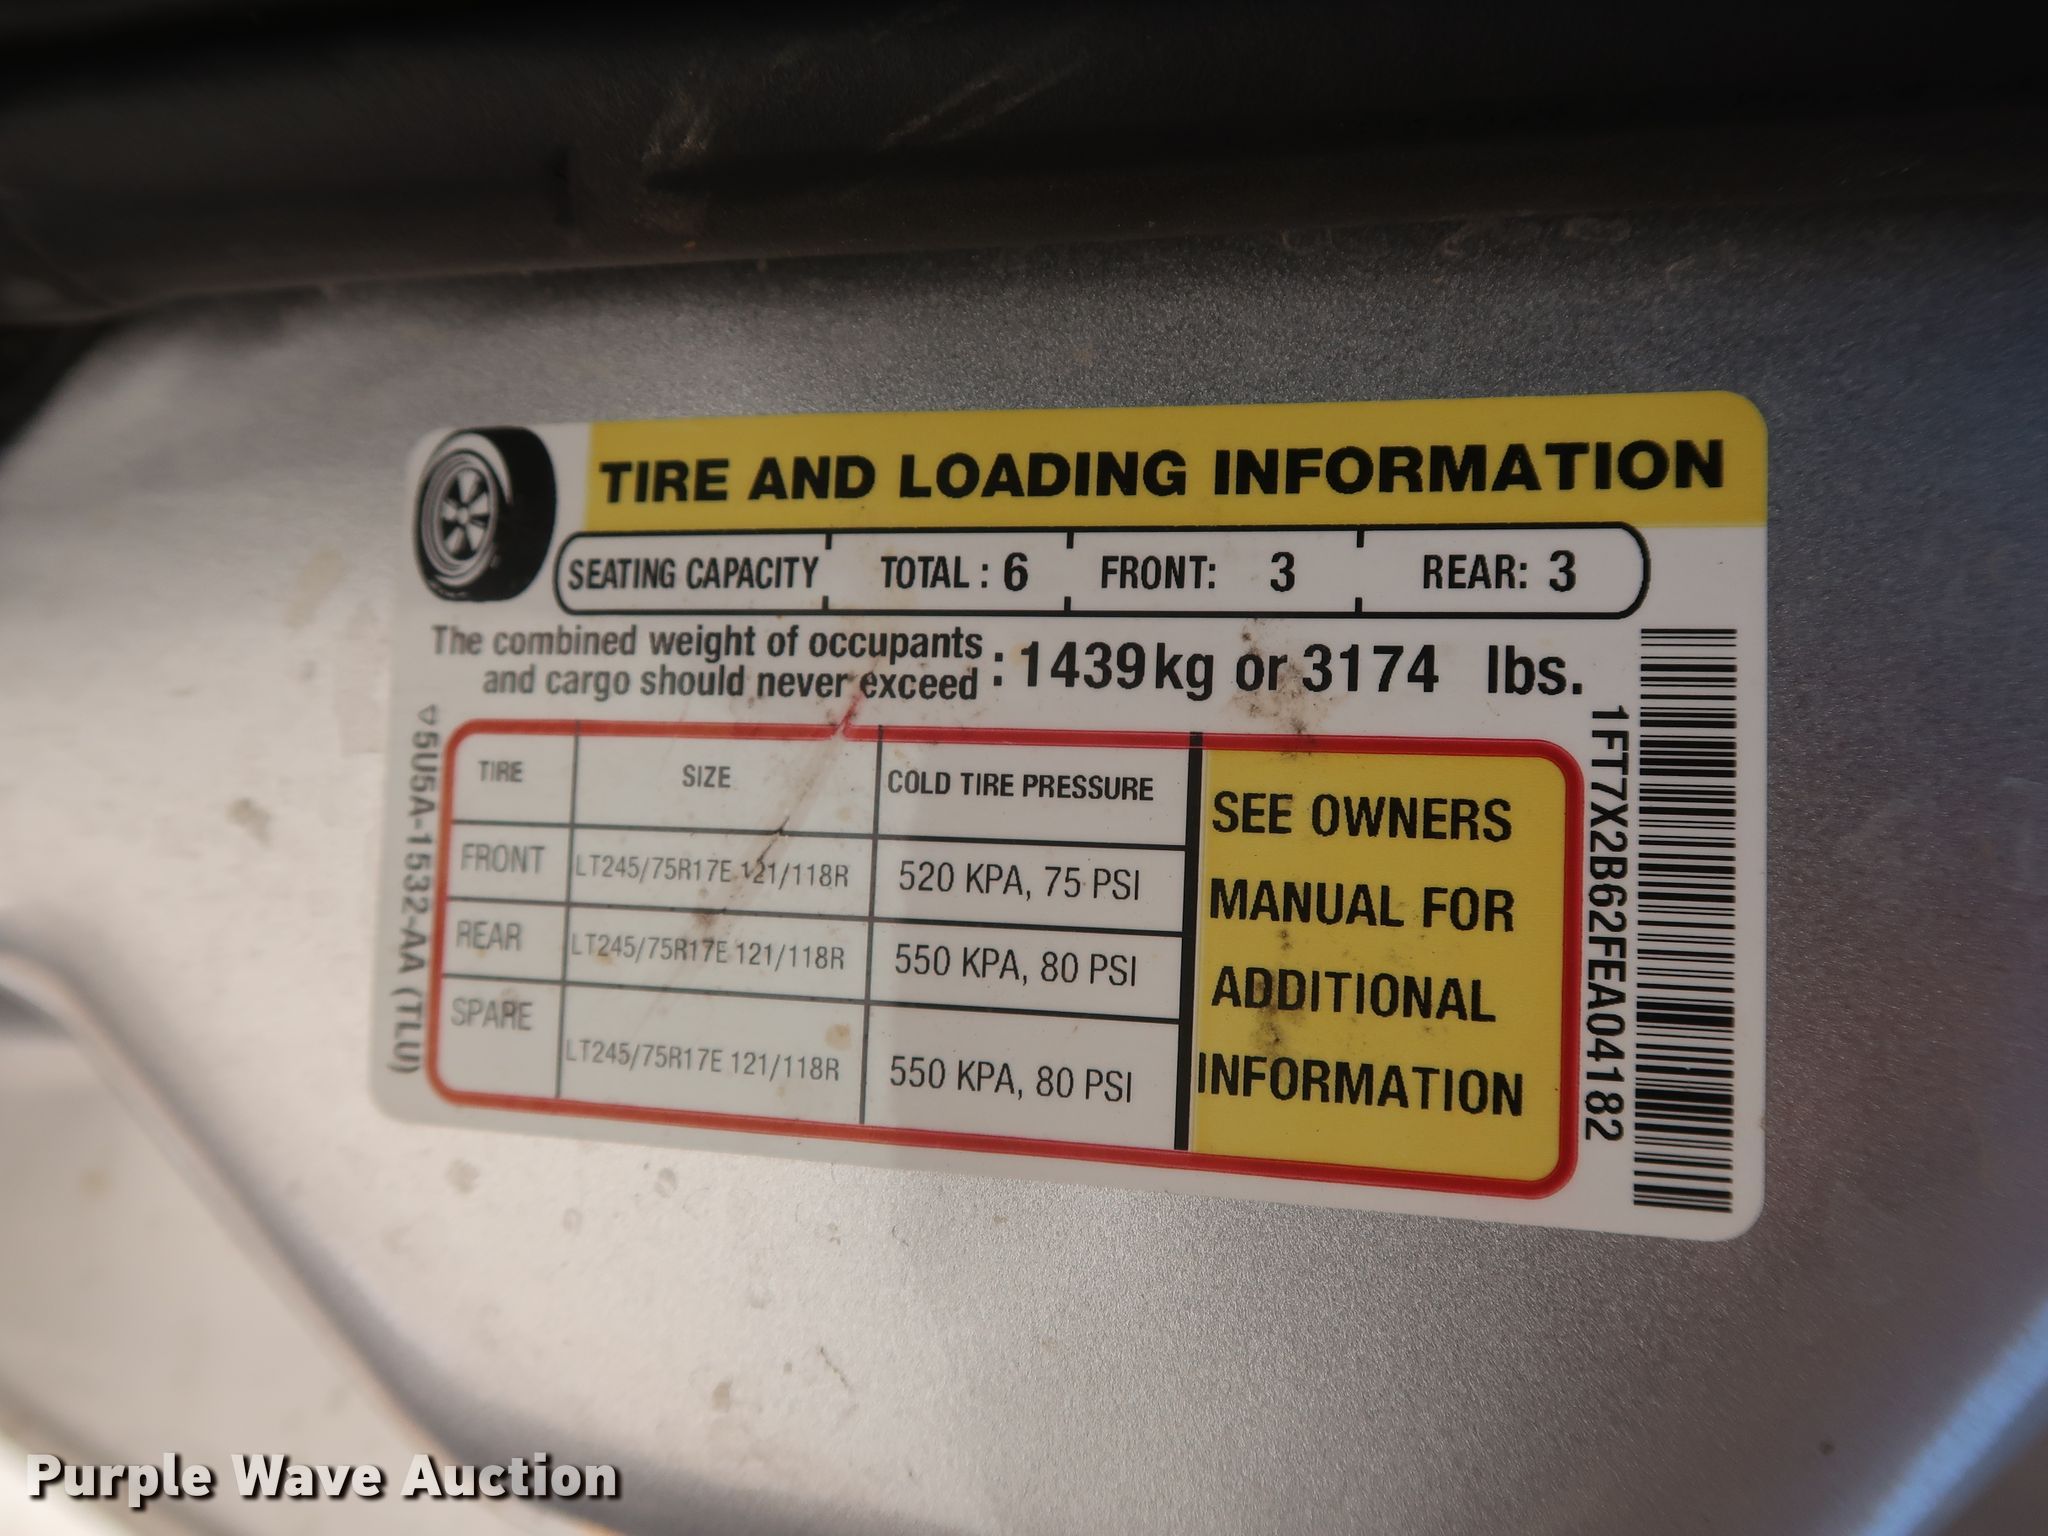 TIRE AND LOADING INFORMATION
SEATING CAPACITY TOTAL : 6 FRONT: 3 REAR: 3
The combined weight of occupants
and cargo should never exceed : 1439kg or 3174 lbs.
TIRE SIZE COLD TIRE PRESSURE
FRONT LT245/75R17E 121/118R 520 KPA, 75 PSI
REAR LT245/75R17E 121/118R 550 KPA, 80 PSI
SPARE LT245/75R17E 121/118R 550 KPA, 80 PSI
SEE OWNERS
MANUAL FOR
ADDITIONAL
INFORMATION
1FT7X2B62FEA04182
▽5U5A-1532-AA (TLU)
Purple Wave Auction